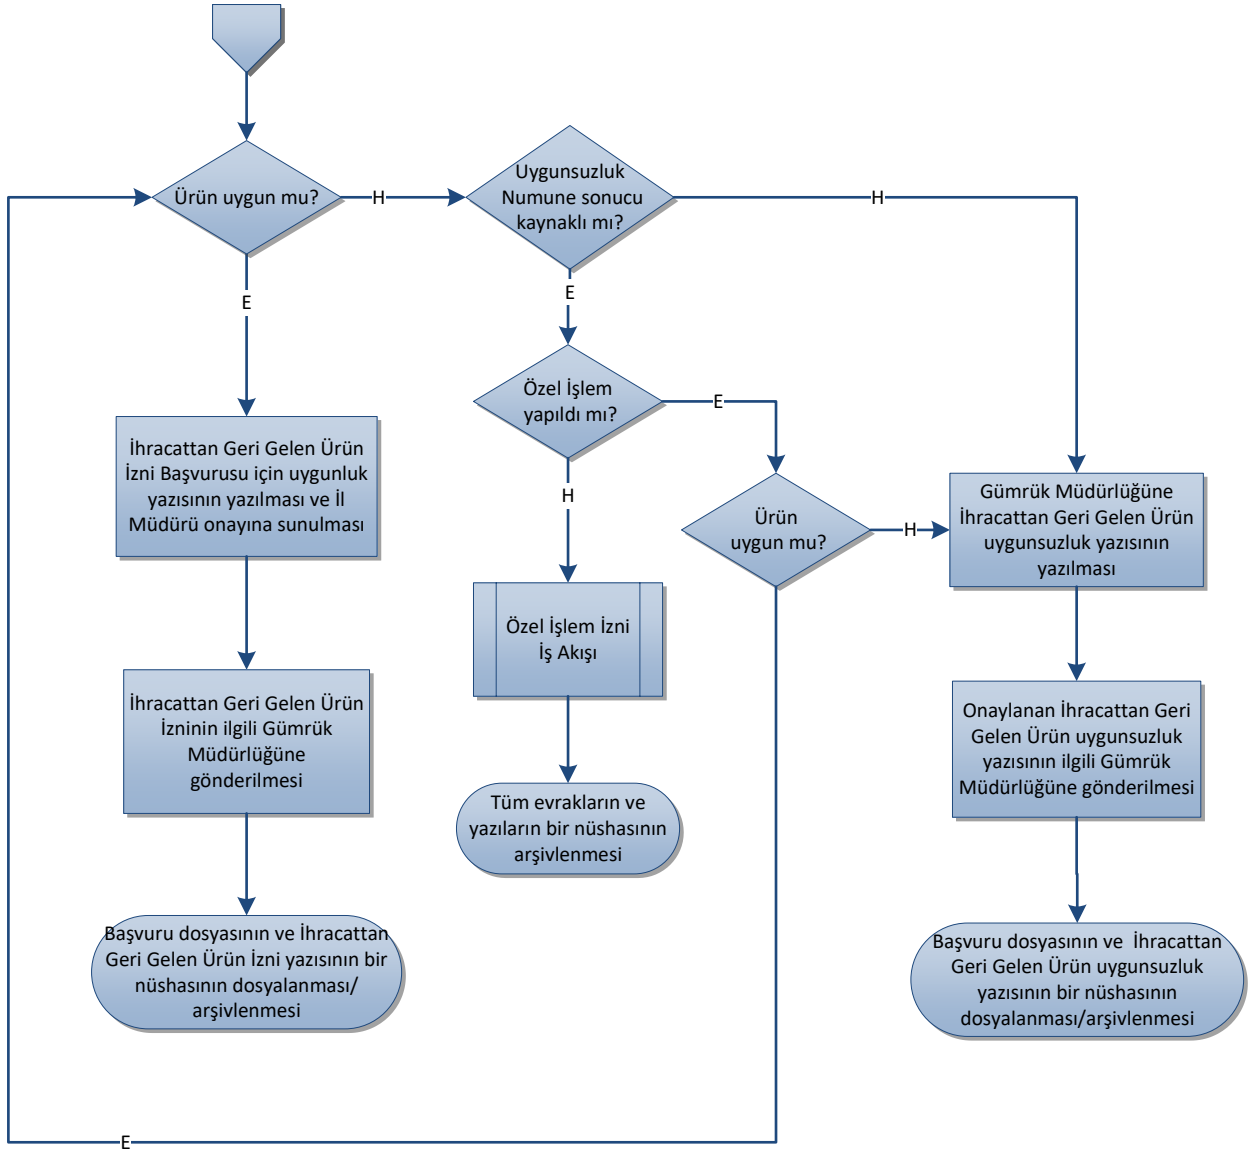 Ürün uygun mu?
H
Uygunsuzluk
Numune sonucu
kaynaklı mı?
H
E
E
Özel İşlem
yapıldı mı?
E
H
Ürün
uygun mu?
H
E
İhracattan Geri Gelen Ürün
İzni Başvurusu için uygunluk
yazısının yazılması ve İl
Müdürü onayına sunulması
Gümrük Müdürlüğüne
İhracattan Geri Gelen Ürün
uygunsuzluk yazısının
yazılması
Özel İşlem İzni
İş Akışı
İhracattan Geri Gelen Ürün
İzninin ilgili Gümrük
Müdürlüğüne
gönderilmesi
Onaylanan İhracattan Geri
Gelen Ürün uygunsuzluk
yazısının ilgili Gümrük
Müdürlüğüne gönderilmesi
Tüm evrakların ve
yazıların bir nüshasının
arşivlenmesi
Başvuru dosyasının ve İhracattan
Geri Gelen Ürün İzni yazısının bir
nüshasının dosyalanması/
arşivlenmesi
Başvuru dosyasının ve  İhracattan
Geri Gelen Ürün uygunsuzluk
yazısının bir nüshasının
dosyalanması/arşivlenmesi